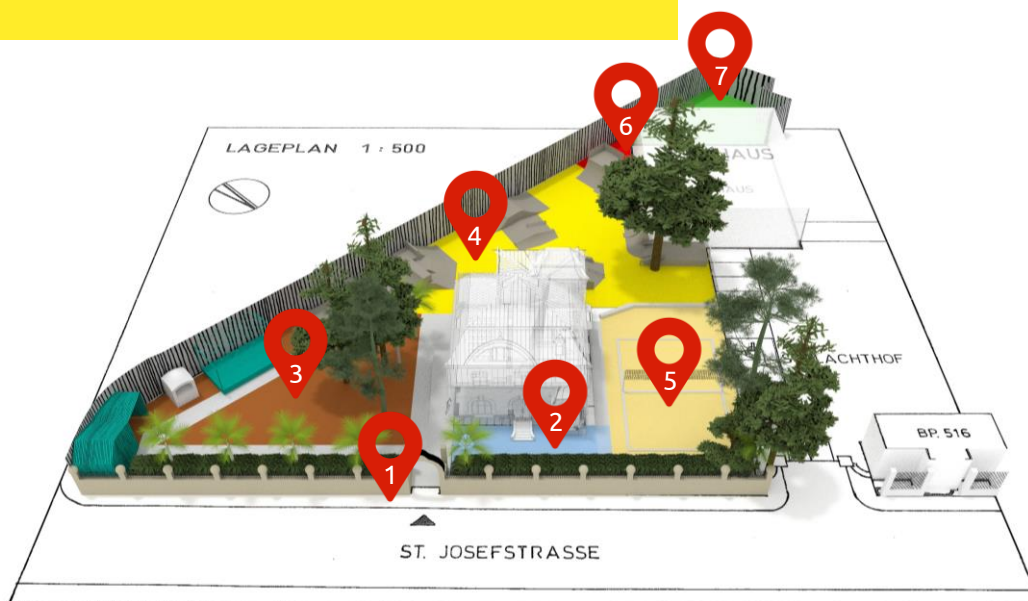 7
6
LAGEPLAN 1 : 500
HAUS
4
3
5
2
ACHTHOF
1
BP. 516
ST. JOSEFSTRASSE